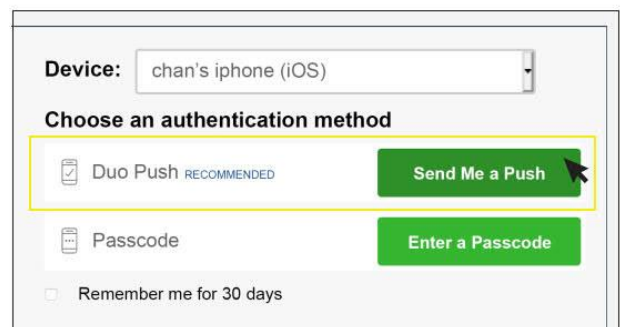 Device: chan's iphone (iOS)
Choose an authentication method
Duo Push RECOMMENDED Send Me a Push
Passcode Enter a Passcode
Remember me for 30 days